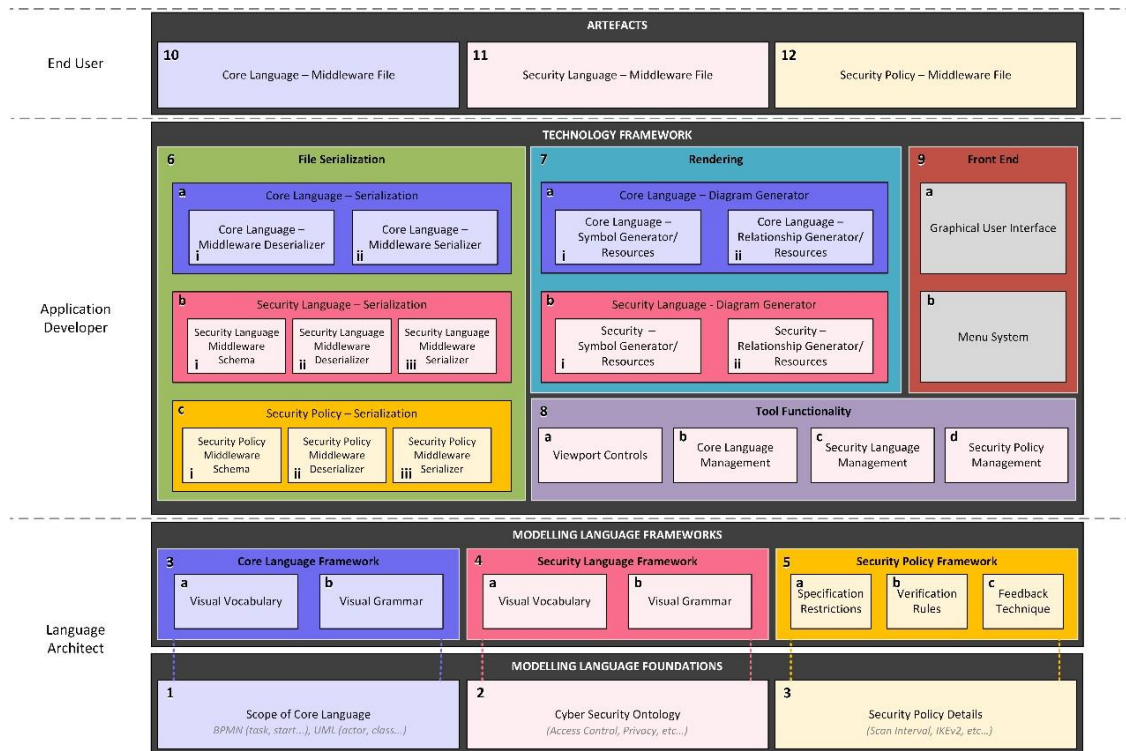 ARTEFACTS
End User
10
Core Language – Middleware File
11
Security Language – Middleware File
12
Security Policy – Middleware File
TECHNOLOGY FRAMEWORK
Application
Developer
6
File Serialization
a
Core Language – Serialization
Core Language –
Middleware Deserializer
i
Core Language –
Middleware Serializer
ii
b
Security Language – Serialization
Security Language
Middleware
Schema
i
Security Language
Middleware
Deserializer
ii
Security Language
Middleware
Serializer
iii
c
Security Policy – Serialization
Security Policy
Middleware
Schema
i
Security Policy
Middleware
Deserializer
ii
Security Policy
Middleware
Serializer
iii
7
Rendering
a
Core Language – Diagram Generator
Core Language –
Symbol Generator/
Resources
i
Core Language –
Relationship Generator/
Resources
ii
b
Security Language - Diagram Generator
Security –
Symbol Generator/
Resources
i
Security –
Relationship Generator/
Resources
ii
9
Front End
a
Graphical User Interface
b
Menu System
8
Tool Functionality
a
Viewport Controls
b
Core Language
Management
c
Security Language
Management
d
Security Policy
Management
MODELLING LANGUAGE FRAMEWORKS
Language
Architect
3
Core Language Framework
a
Visual Vocabulary
b
Visual Grammar
4
Security Language Framework
a
Visual Vocabulary
b
Visual Grammar
5
Security Policy Framework
a
Specification
Restrictions
b
Verification
Rules
c
Feedback
Technique
MODELLING LANGUAGE FOUNDATIONS
1
Scope of Core Language
BPMN (task, start...), UML (actor, class...)
2
Cyber Security Ontology
(Access Control, Privacy, etc...)
3
Security Policy Details
(Scan Interval, IKEv2, etc...)